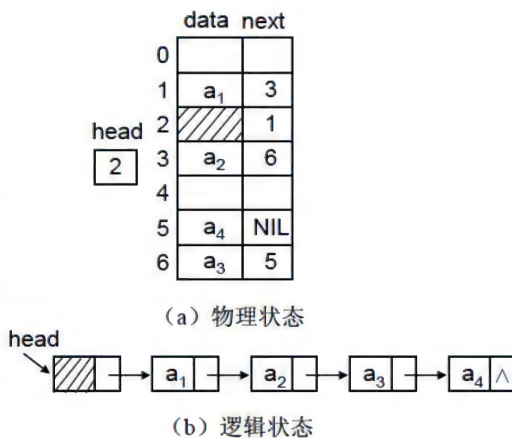 data next
0
1 a₁ 3
head 2 1
2 3 a₂ 6
4
5 a₄ NIL
6 a₃ 5
（a）物理状态
head
a₁ a₂ a₃ a₄ ∧
（b）逻辑状态